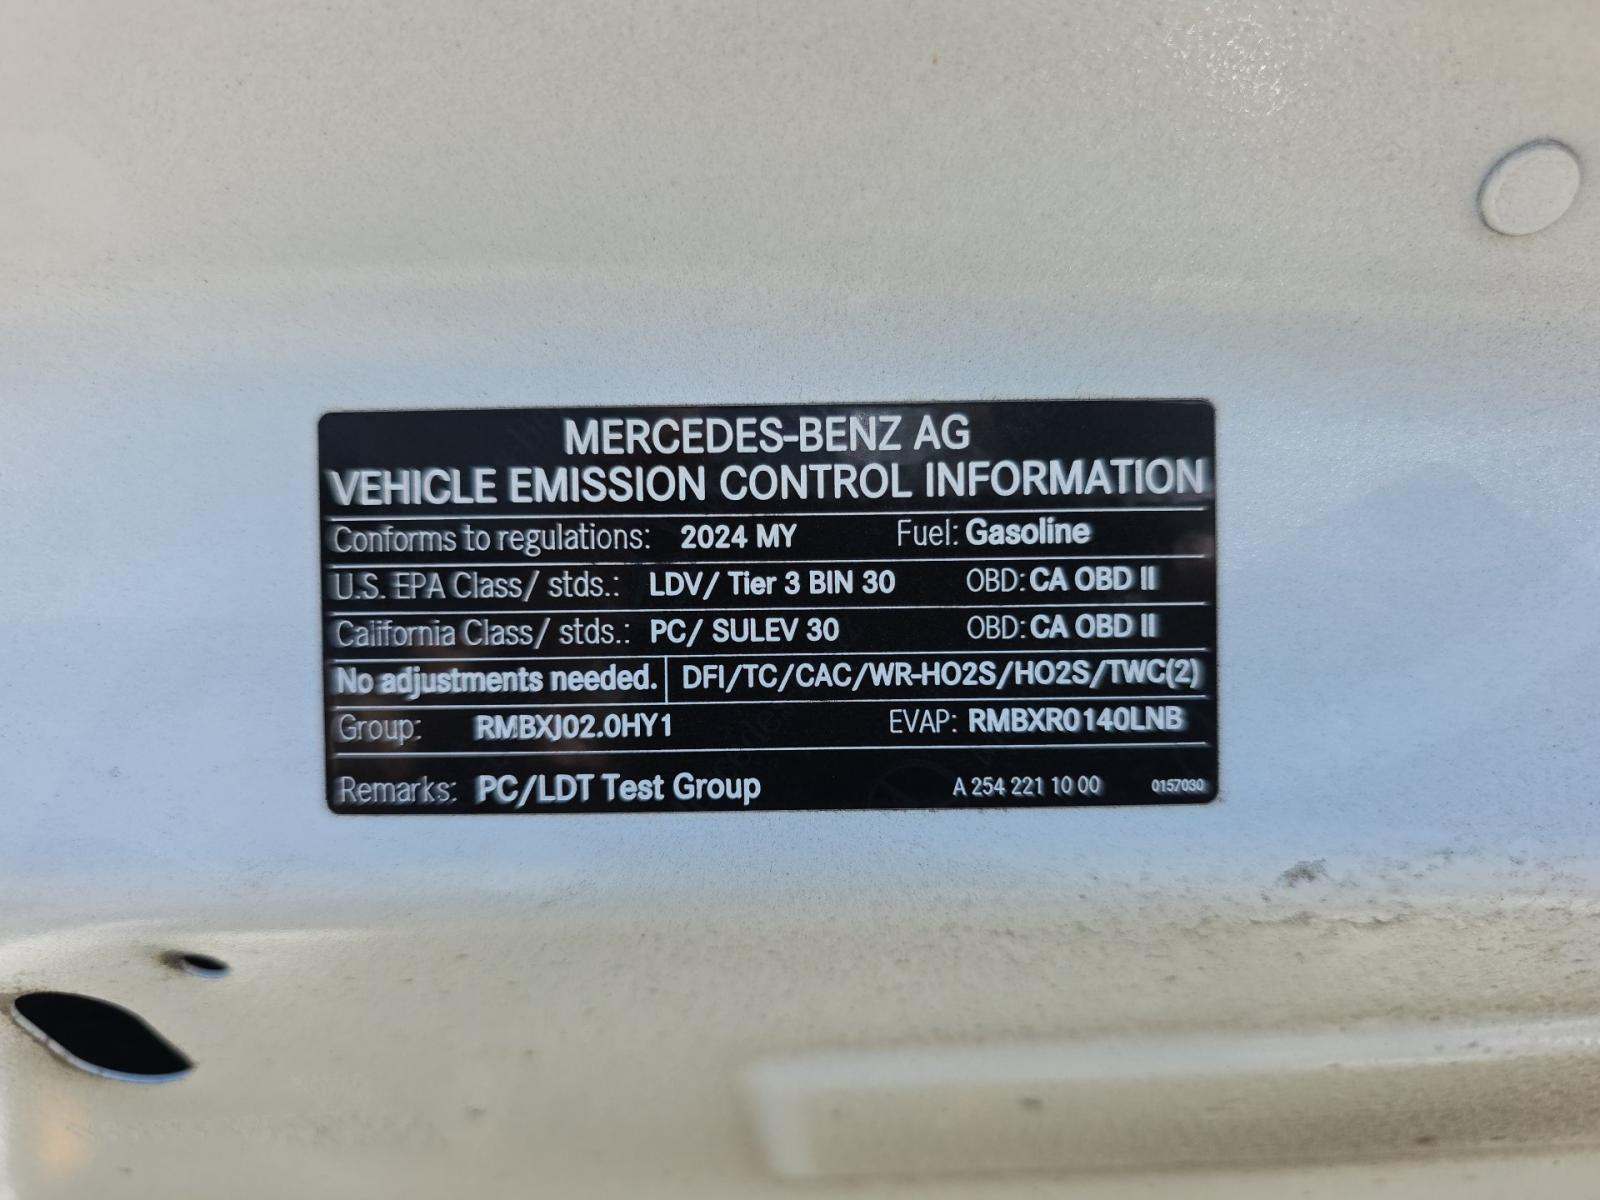 MERCEDES-BENZ AG
VEHICLE EMISSION CONTROL INFORMATION
Conforms to regulations: 2024 MY Fuel: Gasoline
U.S. EPA Class/ stds.: LDV/ Tier 3 BIN 30 OBD: CA OBD II
California Class/ stds.: PC/ SULEV 30 OBD: CA OBD II
No adjustments needed. DFI/TC/CAC/WR-HO2S/HO2S/TWC(2)
Group: RMBXJ02.0HY1 EVAP: RMBXR0140LNB
Remarks: PC/LDT Test Group A 254 221 10 00 0157030